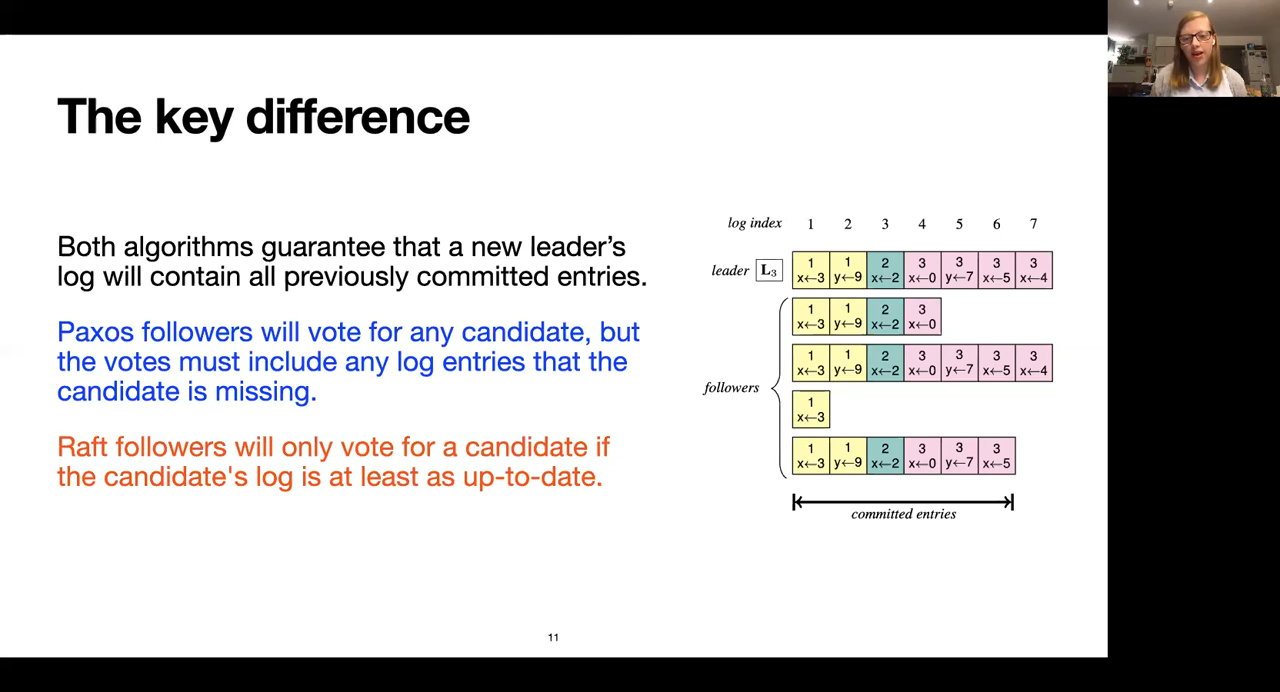 The key difference
Both algorithms guarantee that a new leader's
log will contain all previously committed entries.
Paxos followers will vote for any candidate, but
the votes must include any log entries that the
candidate is missing.
Raft followers will only vote for a candidate if
the candidate's log is at least as up-to-date.
log index 1 2 3 4 5 6 7
leader L₃
1 1 2 3 3 3 3
x←3 y←9 x←2 x←0 y←7 x←5 x←4
1 1 2 3
x←3 y←9 x←2 x←0
1 1 2 3 3 3 3
x←3 y←9 x←2 x←0 y←7 x←5 x←4
followers
1
x←3
1 1 2 3 3 3
x←3 y←9 x←2 x←0 y←7 x←5
committed entries
11